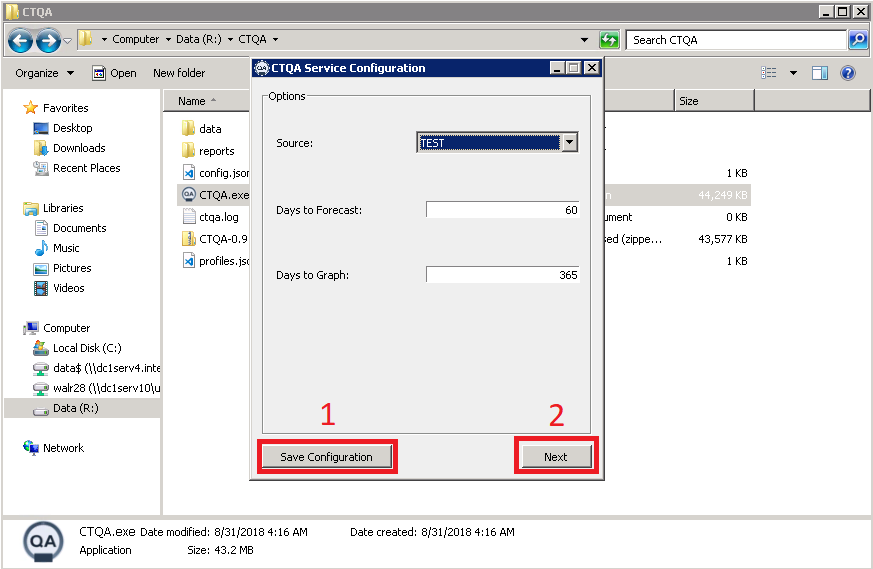 CTQA
Computer Data (R:) CTQA
Search CTQA
Organize Open New folder
CTQA Service Configuration
Name Size
Options
Favorites
Desktop
Downloads
Recent Places
Libraries
Documents
Music
Pictures
Videos
Computer
Local Disk (C:)
data$ (\\dc1serv4.inte
walr28 (\\dc1serv10\u
Data (R:)
Network
data
reports
config.json 1 KB
CTQA.exe 44,249 KB
ctqa.log ument 0 KB
CTQA-0.9 sed (zippe... 43,577 KB
profiles.jso 1 KB
Source: TEST
Days to Forecast: 60
Days to Graph: 365
1 2
Save Configuration Next
CTQA.exe Date modified: 8/31/2018 4:16 AM Date created: 8/31/2018 4:16 AM
Application Size: 43.2 MB
QA